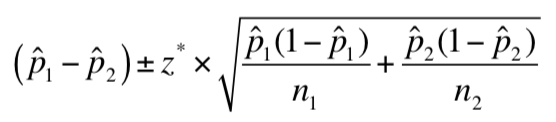 (p̂₁ − p̂₂) ± z* × √(p̂₁(1 − p̂₁)/n₁ + p̂₂(1 − p̂₂)/n₂)